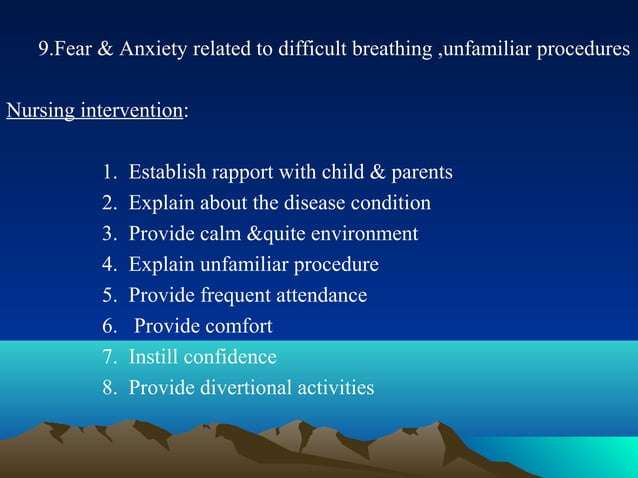 9.Fear & Anxiety related to difficult breathing ,unfamiliar procedures
Nursing intervention:
1. Establish rapport with child & parents
2. Explain about the disease condition
3. Provide calm &quite environment
4. Explain unfamiliar procedure
5. Provide frequent attendance
6. Provide comfort
7. Instill confidence
8. Provide divertional activities